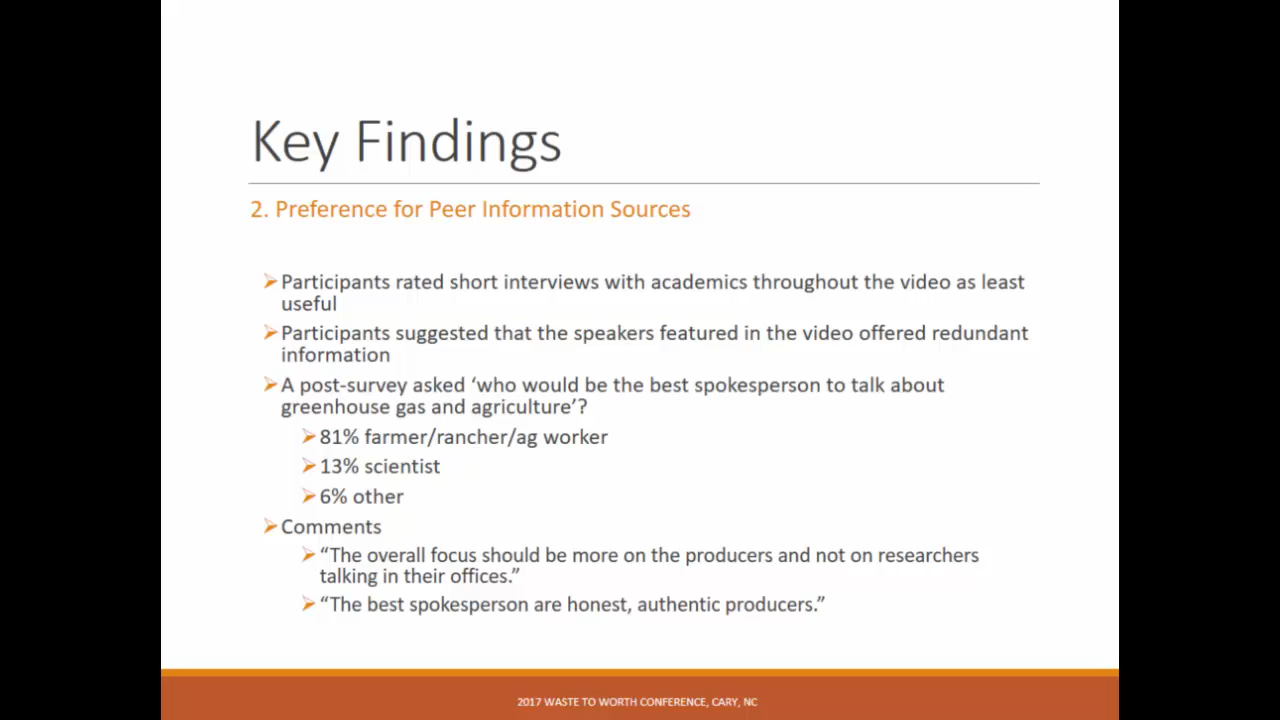 Key Findings
2. Preference for Peer Information Sources
Participants rated short interviews with academics throughout the video as least
useful
Participants suggested that the speakers featured in the video offered redundant
information
A post-survey asked ‘who would be the best spokesperson to talk about
greenhouse gas and agriculture’?
81% farmer/rancher/ag worker
13% scientist
6% other
Comments
“The overall focus should be more on the producers and not on researchers
talking in their offices.”
“The best spokesperson are honest, authentic producers.”
2017 WASTE TO WORTH CONFERENCE, CARY, NC